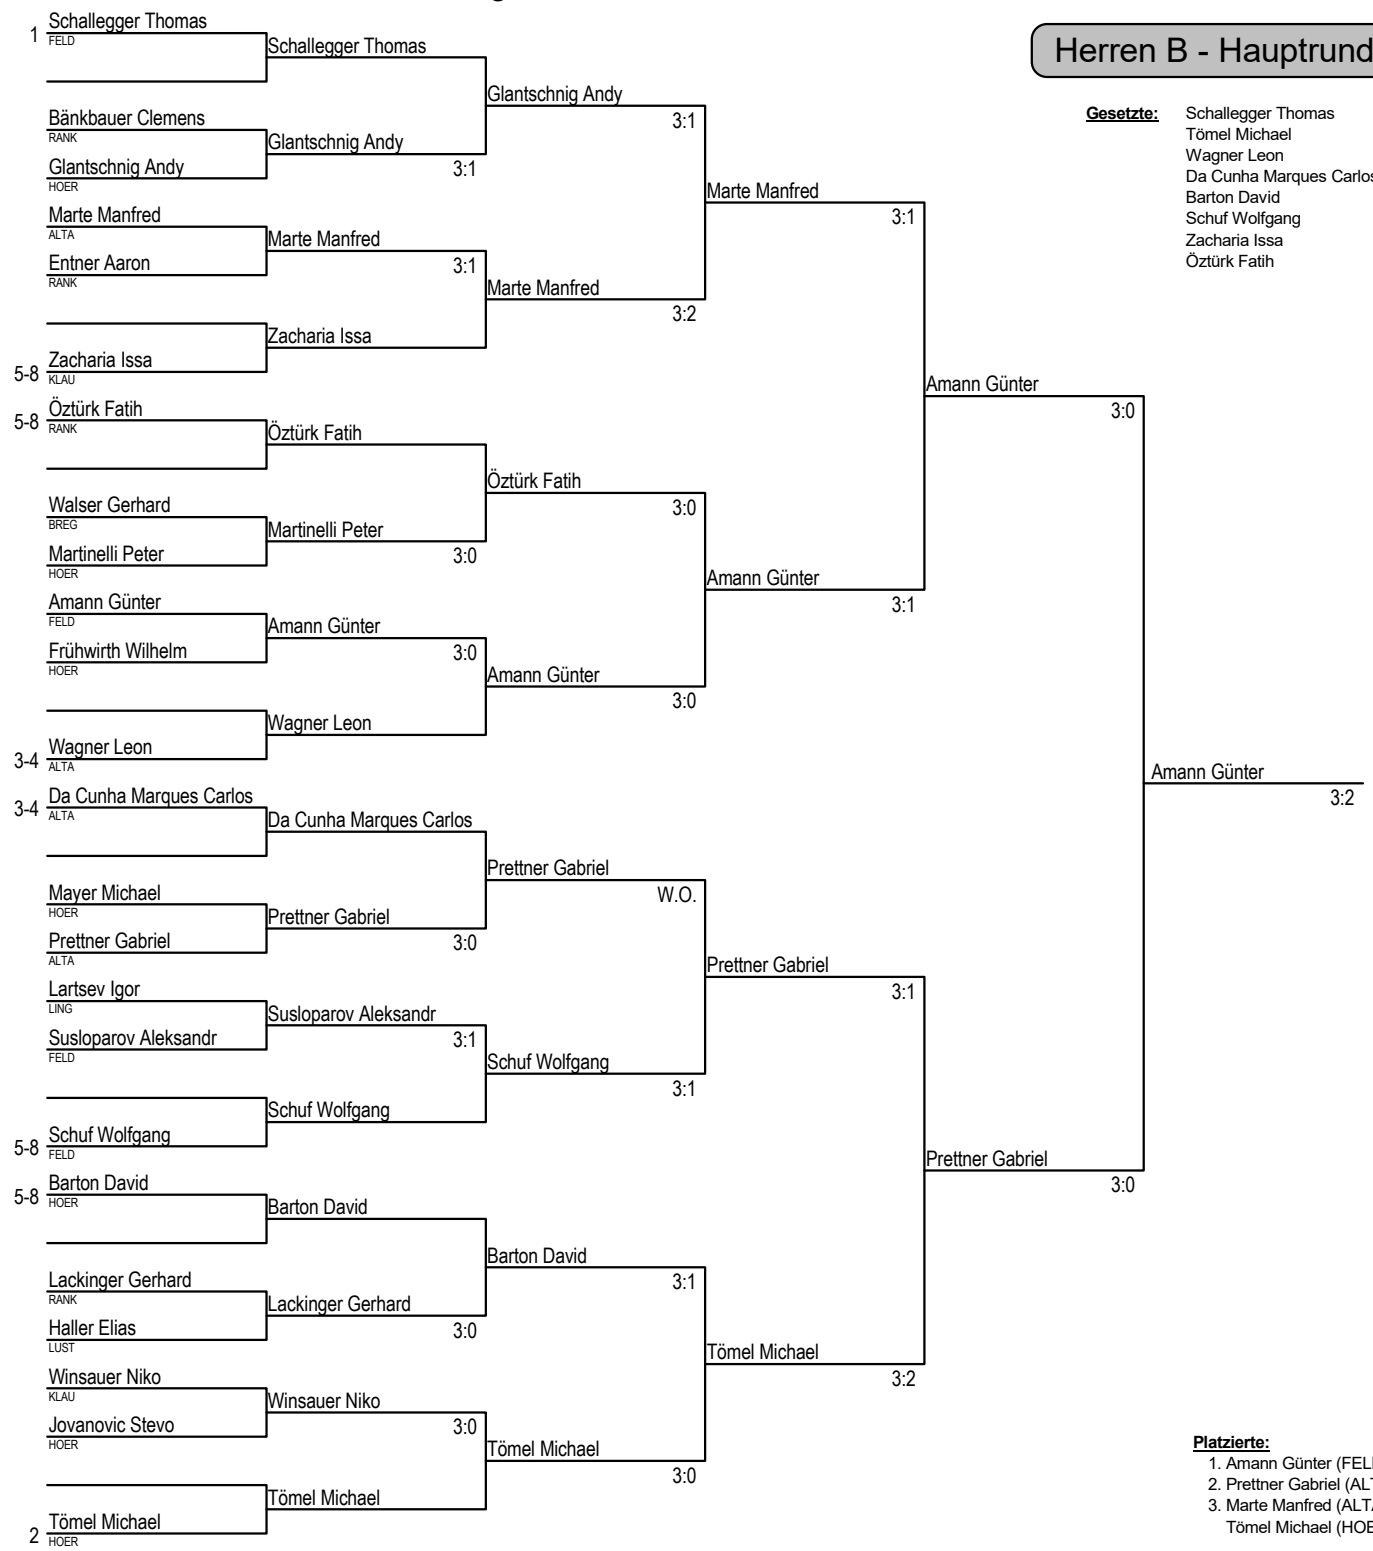 Herren B - Hauptrund
Gesetzte:
Schallegger Thomas
Tömel Michael
Wagner Leon
Da Cunha Marques Carlos
Barton David
Schuf Wolfgang
Zacharia Issa
Öztürk Fatih
1 Schallegger Thomas
FELD
Bänkbauer Clemens
RANK
Glantschnig Andy
HOER
Marte Manfred
ALTA
Entner Aaron
RANK
5-8 Zacharia Issa
KLAU
5-8 Öztürk Fatih
RANK
Walser Gerhard
BREG
Martinelli Peter
HOER
Amann Günter
FELD
Frühwirth Wilhelm
HOER
3-4 Wagner Leon
ALTA
3-4 Da Cunha Marques Carlos
ALTA
Mayer Michael
HOER
Prettner Gabriel
ALTA
Lartsev Igor
LING
Susloparov Aleksandr
FELD
5-8 Schuf Wolfgang
FELD
5-8 Barton David
HOER
Lackinger Gerhard
RANK
Haller Elias
LUST
Winsauer Niko
KLAU
Jovanovic Stevo
HOER
2 Tömel Michael
HOER
Schallegger Thomas
Glantschnig Andy
3:1
Marte Manfred
3:1
Zacharia Issa
Öztürk Fatih
Martinelli Peter
3:0
Amann Günter
3:0
Wagner Leon
Da Cunha Marques Carlos
Prettner Gabriel
3:0
Susloparov Aleksandr
3:1
Schuf Wolfgang
Barton David
Lackinger Gerhard
3:0
Winsauer Niko
3:0
Tömel Michael
Glantschnig Andy
3:1
Marte Manfred
3:2
Öztürk Fatih
3:0
Amann Günter
3:0
Prettner Gabriel
W.O.
Schuf Wolfgang
3:1
Barton David
3:1
Tömel Michael
3:0
Marte Manfred
3:1
Amann Günter
3:1
Prettner Gabriel
3:1
Tömel Michael
3:2
Amann Günter
3:0
Prettner Gabriel
3:0
Amann Günter
3:2
Platzierte:
1. Amann Günter (FEL
2. Prettner Gabriel (AL
3. Marte Manfred (ALT
Tömel Michael (HOE